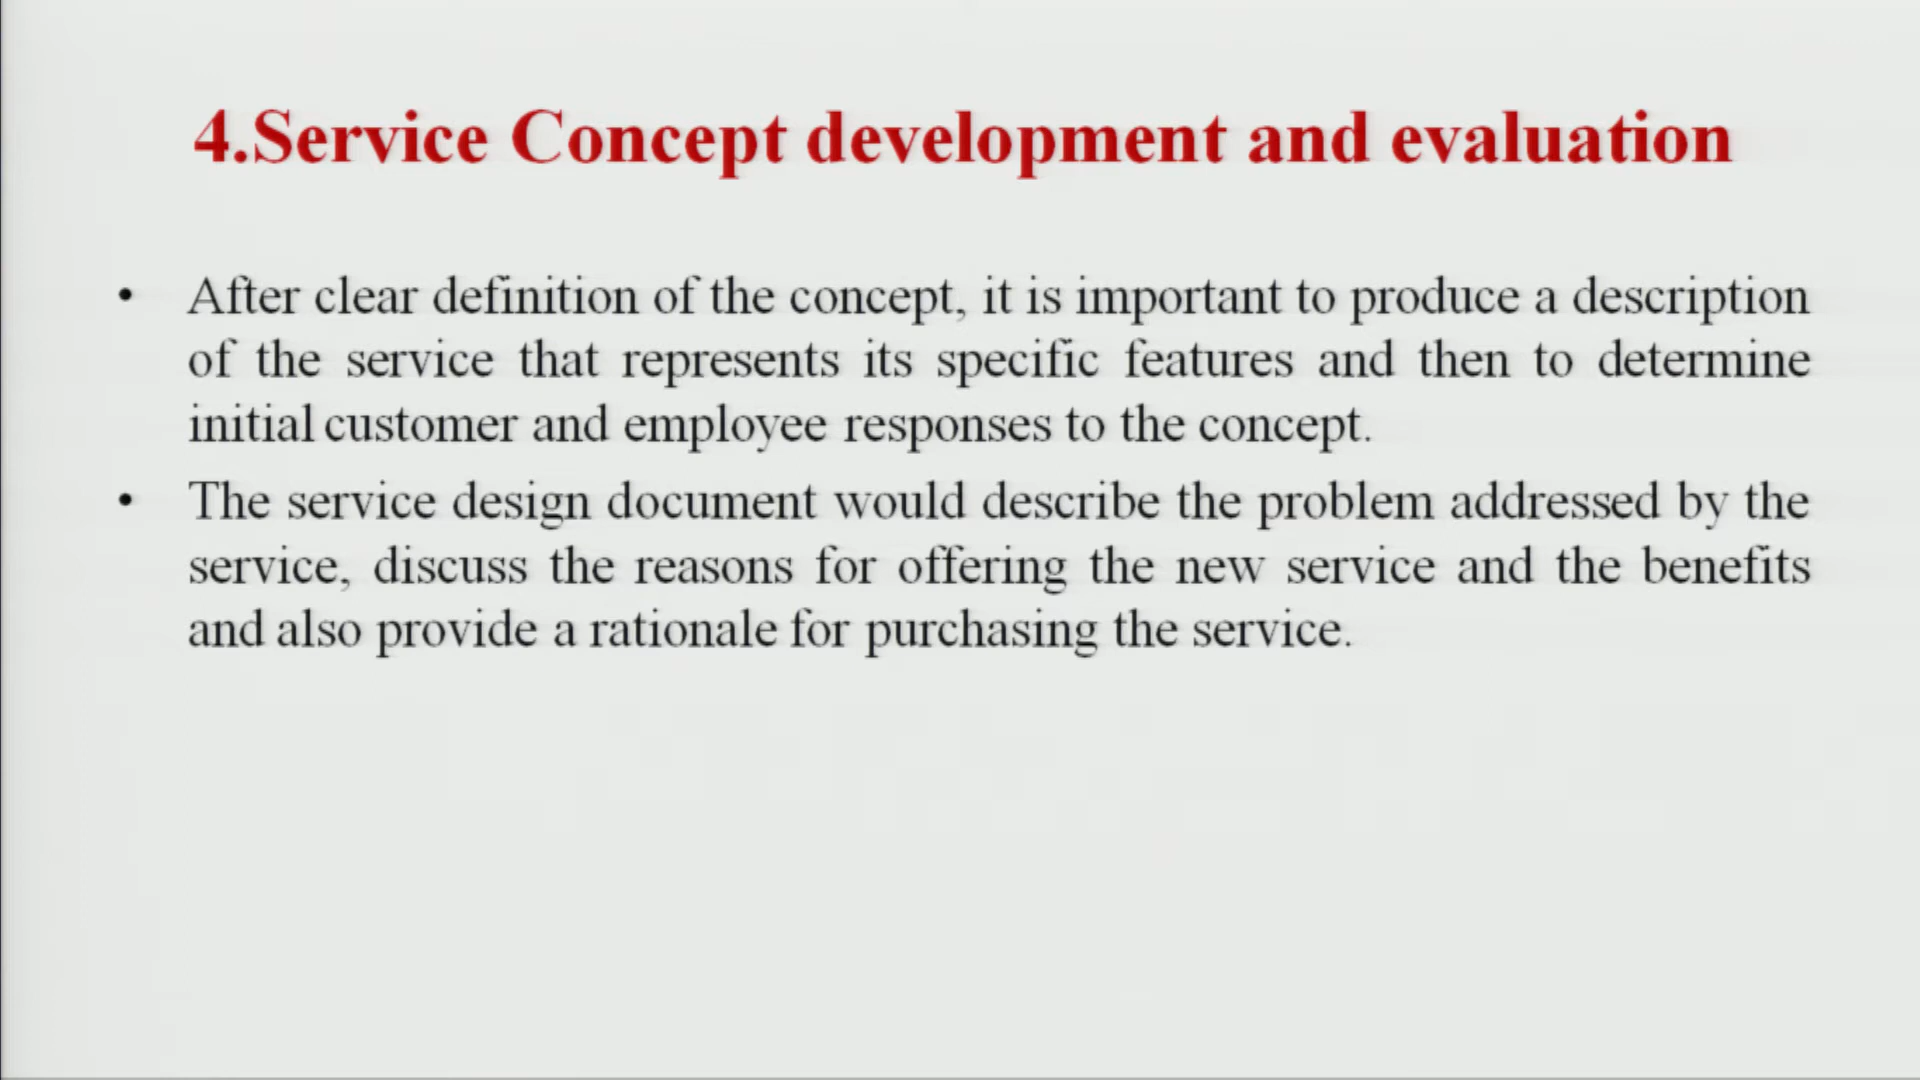 4.Service Concept development and evaluation
• After clear definition of the concept, it is important to produce a description
of the service that represents its specific features and then to determine
initial customer and employee responses to the concept.
• The service design document would describe the problem addressed by the
service, discuss the reasons for offering the new service and the benefits
and also provide a rationale for purchasing the service.